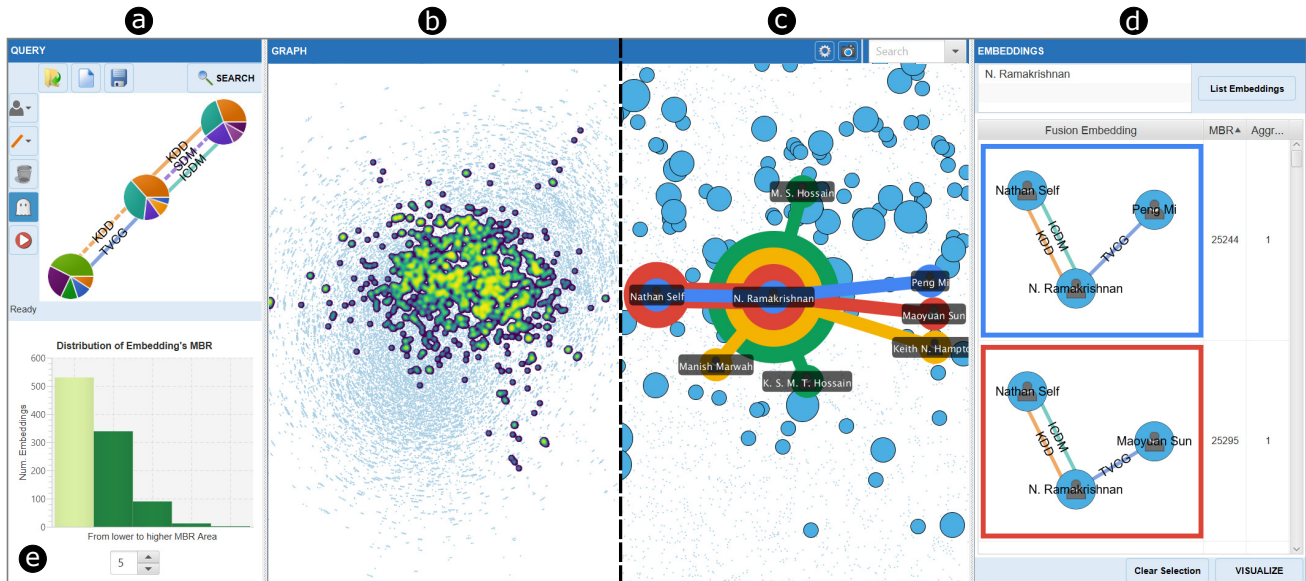 a
b
c
d
QUERY
GRAPH
Search
EMBEDDINGS
SEARCH
KDD
SDM
ICDM
KDD
TVCG
Ready
Distribution of Embedding's MBR
Num. Embeddings
600
500
400
300
200
100
0
From lower to higher MBR Area
5
e
M. S. Hossain
Nathan Self
N. Ramakrishnan
Peng Mi
Maoyuan Sun
Keith N. Hampto
Manish Marwah
K. S. M. T. Hossain
N. Ramakrishnan
List Embeddings
Fusion Embedding
MBR
Aggr...
Nathan Self
Peng Mi
ICDM
KDD
TVCG
N. Ramakrishnan
25244
1
Nathan Self
Maoyuan Sun
ICDM
KDD
TVCG
N. Ramakrishnan
25295
1
Clear Selection
VISUALIZE